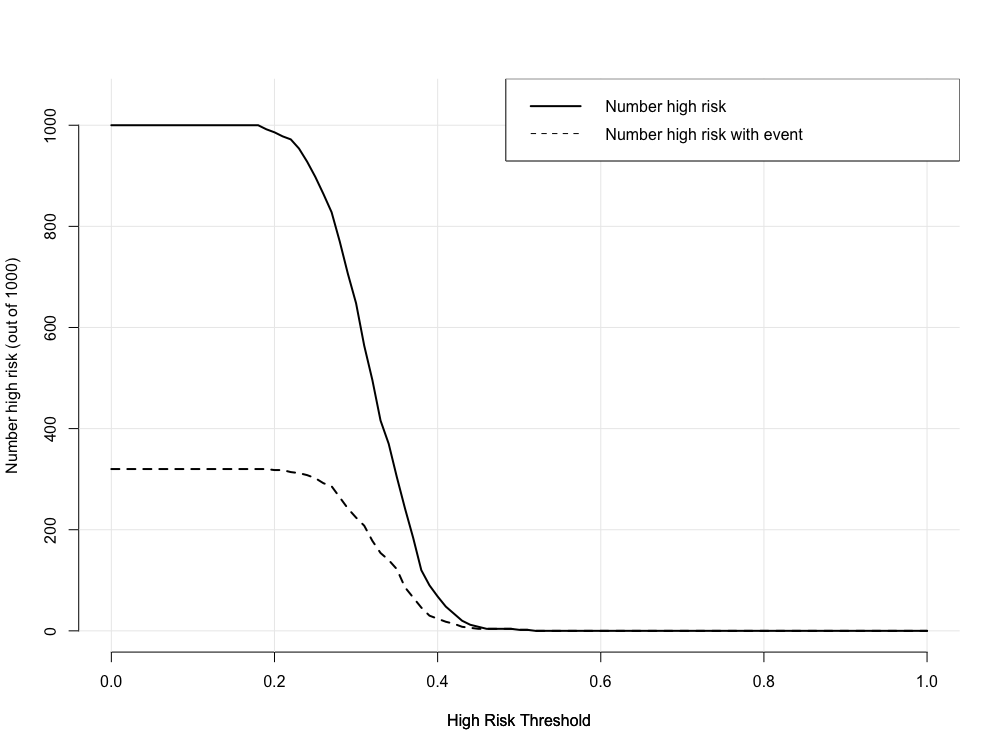 Number high risk
Number high risk with event
1000
800
600
400
200
0
Number high risk (out of 1000)
0.0 0.2 0.4 0.6 0.8 1.0
High Risk Threshold